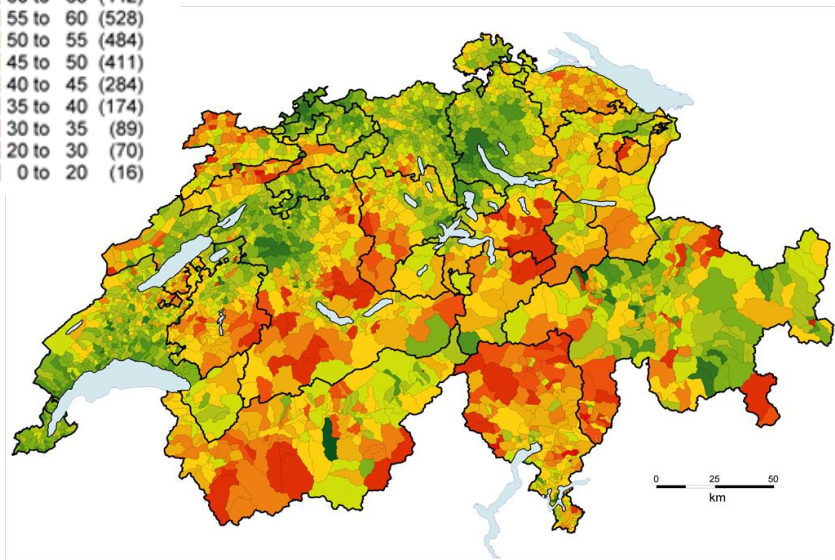 55 to 60 (528)
50 to 55 (484)
45 to 50 (411)
40 to 45 (284)
35 to 40 (174)
30 to 35 (89)
20 to 30 (70)
0 to 20 (16)
0 25 50
km